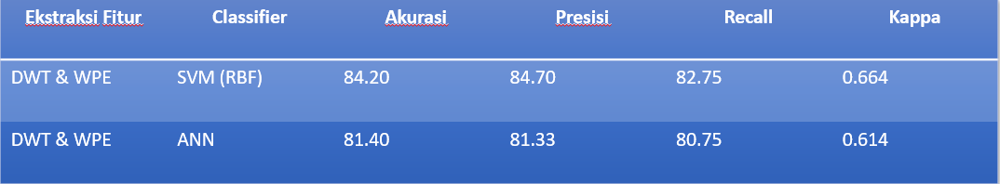 Ekstraksi Fitur Classifier Akurasi Presisi Recall Kappa
DWT & WPE SVM (RBF) 84.20 84.70 82.75 0.664
DWT & WPE ANN 81.40 81.33 80.75 0.614